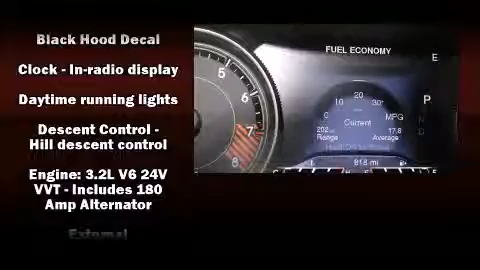 Black Hood Decal
Clock - In-radio display
Daytime running lights
Descent Control -
Hill descent control
Engine: 3.2L V6 24V
VVT - Includes 180
Amp Alternator
External
FUEL ECONOMY
E
5
6
7
8
20
10
30
0
MPG
Current
202
Range
17.8
Average
818 mi
P
N
D